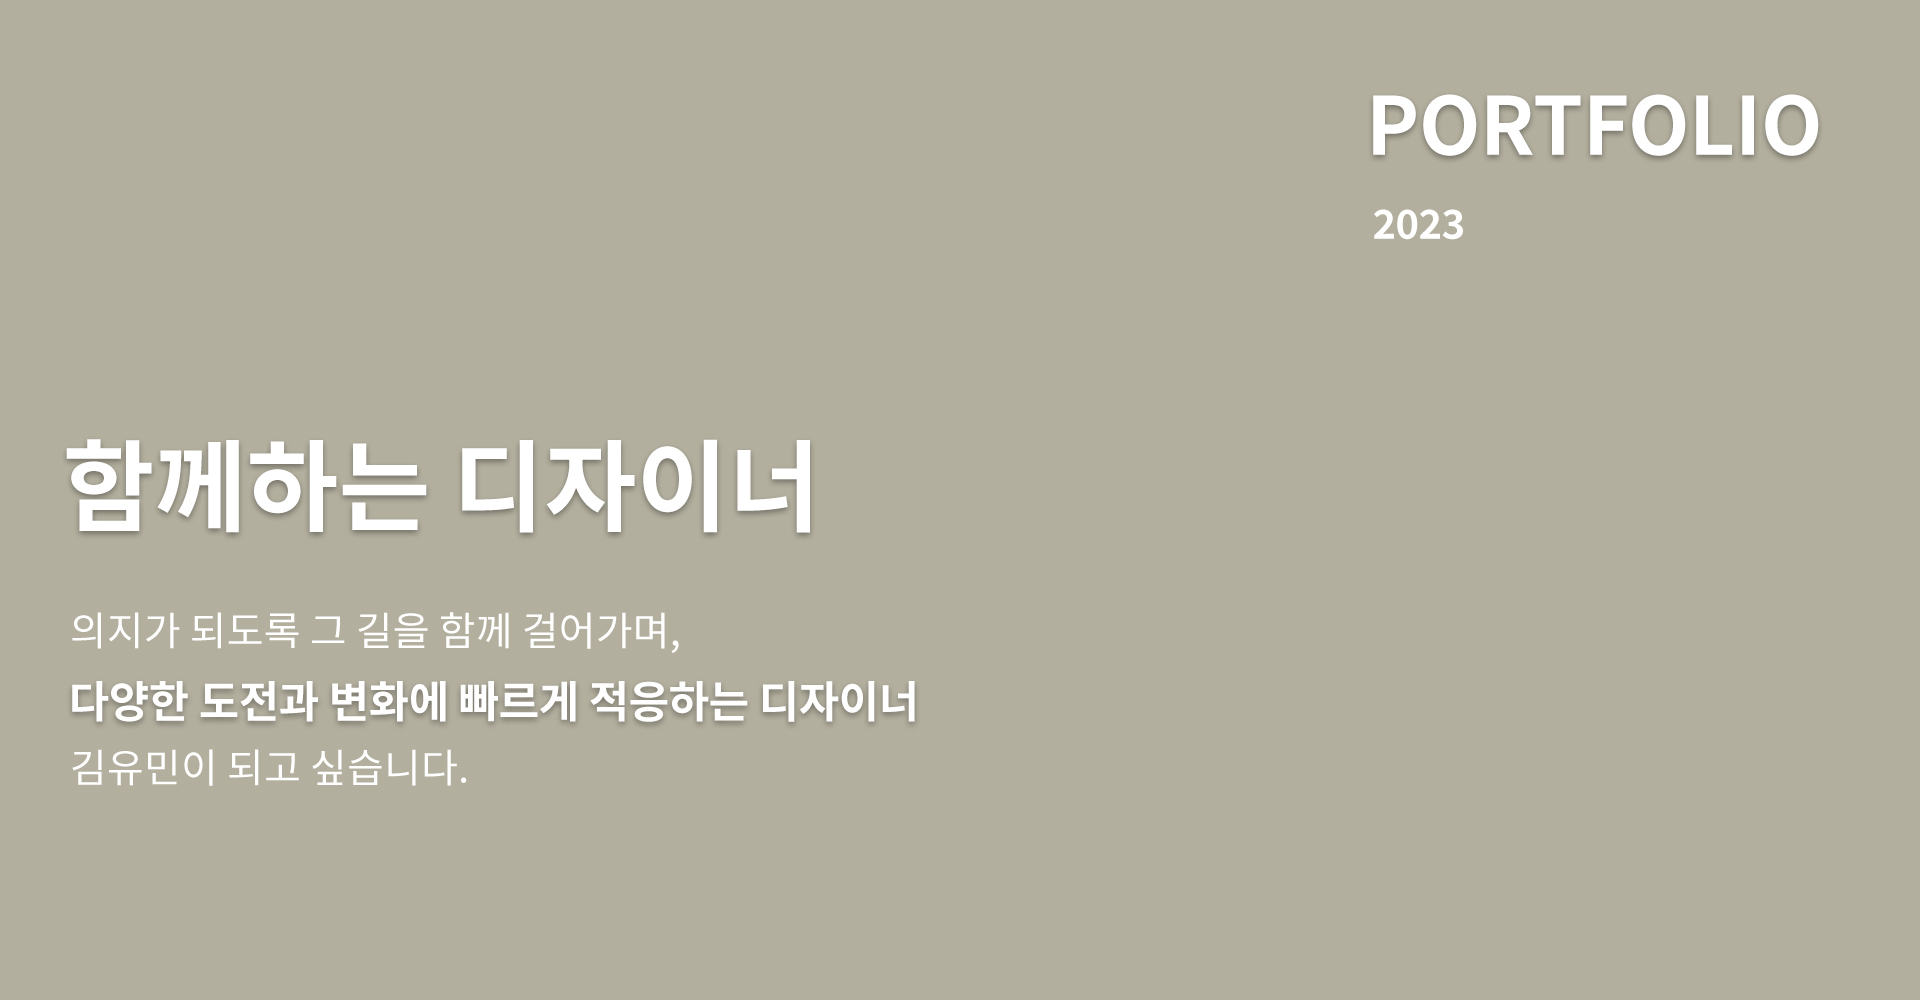 PORTFOLIO
2023
함께하는 디자이너
의지가 되도록 그 길을 함께 걸어가며,
다양한 도전과 변화에 빠르게 적응하는 디자이너
김유민이 되고 싶습니다.